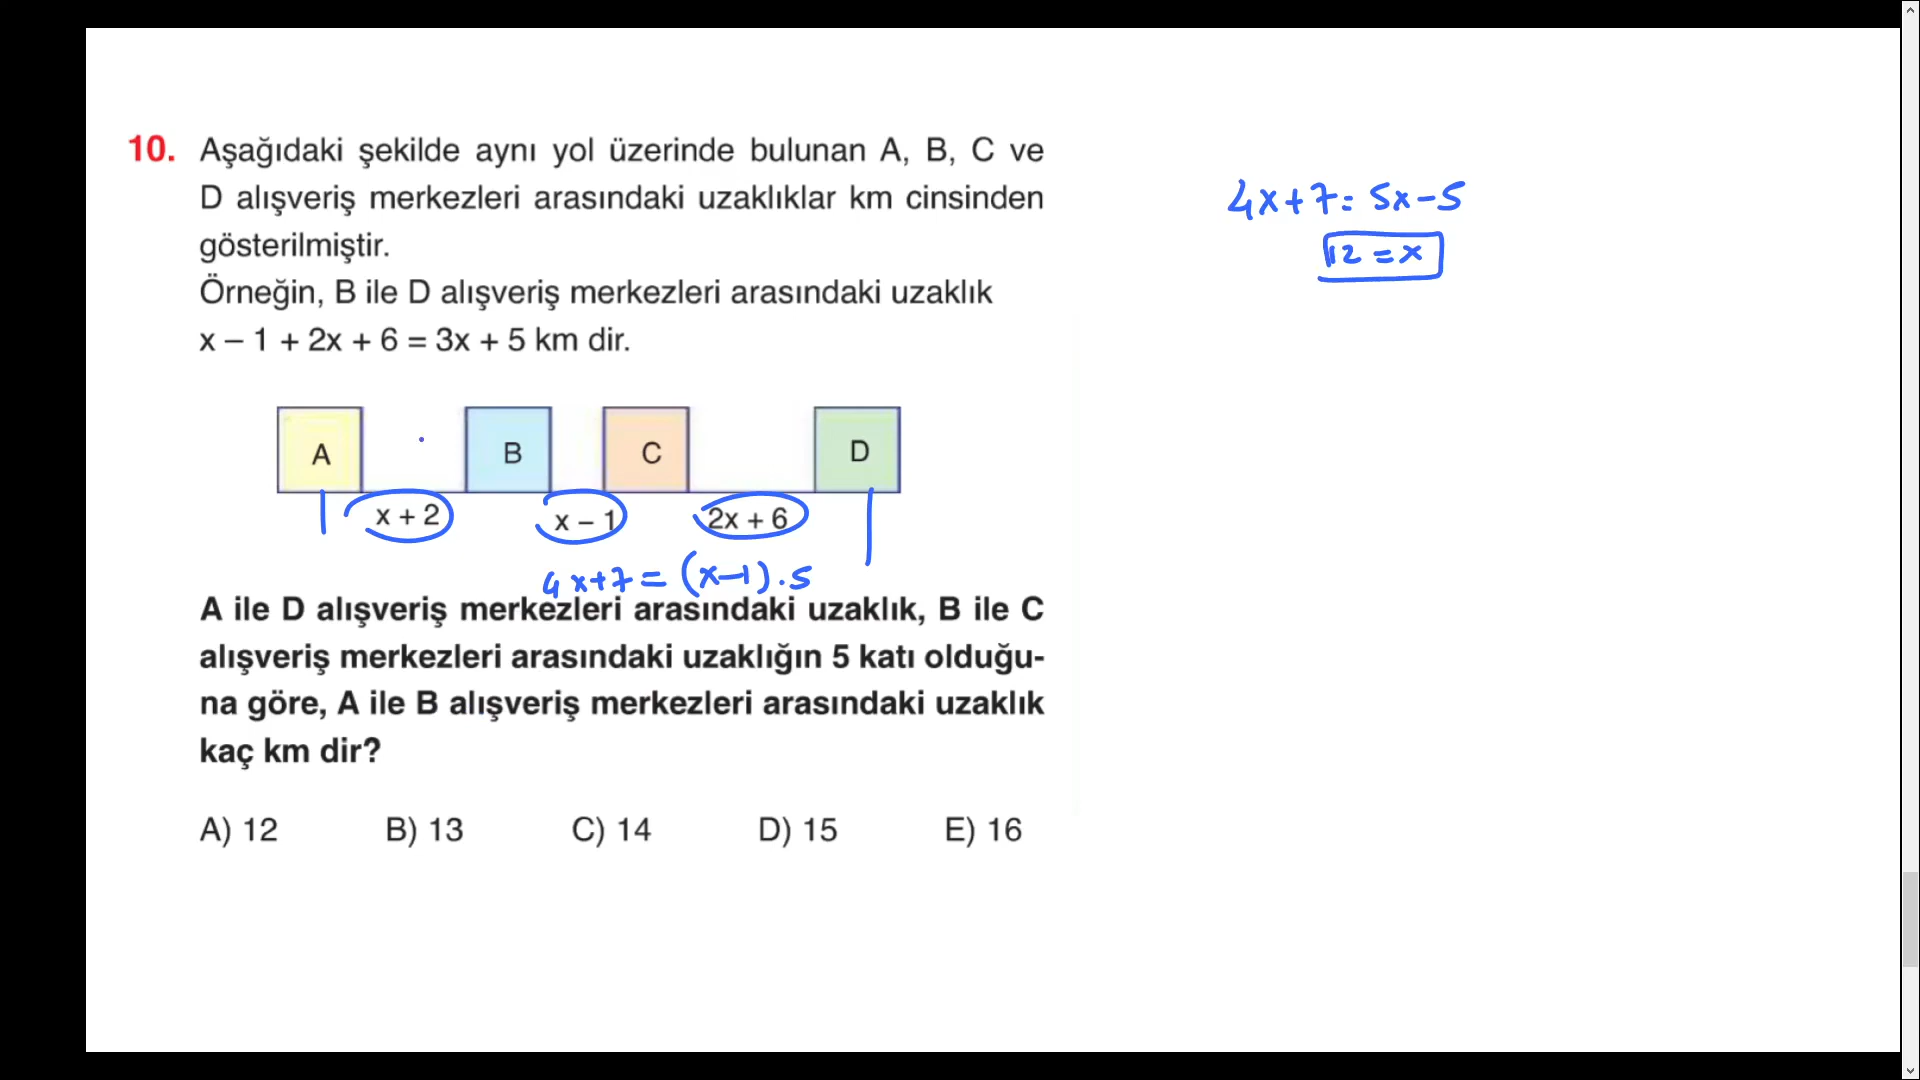 10. Aşağıdaki şekilde aynı yol üzerinde bulunan A, B, C ve
D alışveriş merkezleri arasındaki uzaklıklar km cinsinden
gösterilmiştir.
Örneğin, B ile D alışveriş merkezleri arasındaki uzaklık
x – 1 + 2x + 6 = 3x + 5 km dir.
A B C D
x + 2 x – 1 2x + 6
4x+7 = (x-1).5
A ile D alışveriş merkezleri arasındaki uzaklık, B ile C
alışveriş merkezleri arasındaki uzaklığın 5 katı olduğu-
na göre, A ile B alışveriş merkezleri arasındaki uzaklık
kaç km dir?
A) 12 B) 13 C) 14 D) 15 E) 16
4x+7= 5x-5
12 = x